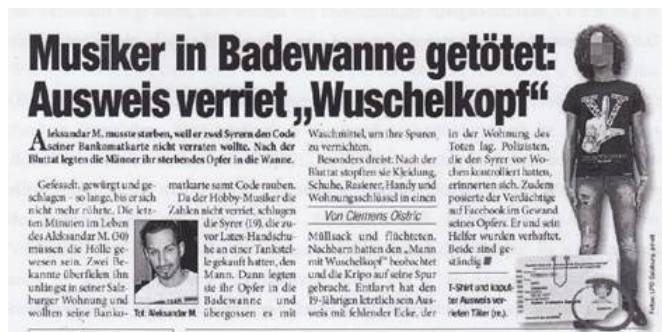 Musiker in Badewanne getötet:
Ausweis verriet „Wuschelkopf“
Aleksandar M. musste sterben, weil er zwei Syrern den Code
seiner Bankomatkarte nicht verraten wollte. Nach der
Bluttat legten die Männer ihr sterbendes Opfer in die Wanne.
Gefesselt, gewürgt und ge-
schlagen – so lange, bis er sich
nicht mehr rührte. Die letz-
ten Minuten im Leben
des Aleksandar M. (30)
müssen die Hölle ge-
wesen sein. Zwei Be-
kannte überfielen ihn
unlängst in seiner Salz-
burger Wohnung und
wollten seine Banko-
matkarte samt Code rauben.
Da der Hobby-Musiker die
Zahlen nicht verriet, schlugen
die Syrer (19), die zu-
vor Latex-Handschu-
he an einer Tankstel-
le gekauft hatten, den
Mann. Dann legten
sie ihr Opfer in die
Badewanne und
übergossen es mit
Tot: Aleksandar M.
Waschmittel, um ihre Spuren
zu vernichten.
Besonders dreist: Nach der
Bluttat stopften sie Kleidung,
Schuhe, Rasierer, Handy und
Wohnungsschlüssel in einen
Von Clemens Oistric
Müllsack und flüchteten.
Nachbarn hatten den „Mann
mit Wuschelkopf“ beobachtet
und die Kripo auf seine Spur
gebracht. Entlarvt hat den
19-Jährigen letztlich sein Aus-
weis mit fehlender Ecke, der
in der Wohnung des
Toten lag. Polizisten,
die den Syrer vor Wo-
chen kontrolliert hatten,
erinnerten sich. Zudem
posierte der Verdächtige
auf Facebook im Gewand
seines Opfers. Er und sein
Helfer wurden verhaftet.
Beide sind ge-
ständig
T-Shirt und kaput-
ter Ausweis ver-
rieten Täter (re.).
Fotos: LPD Salzburg, privat